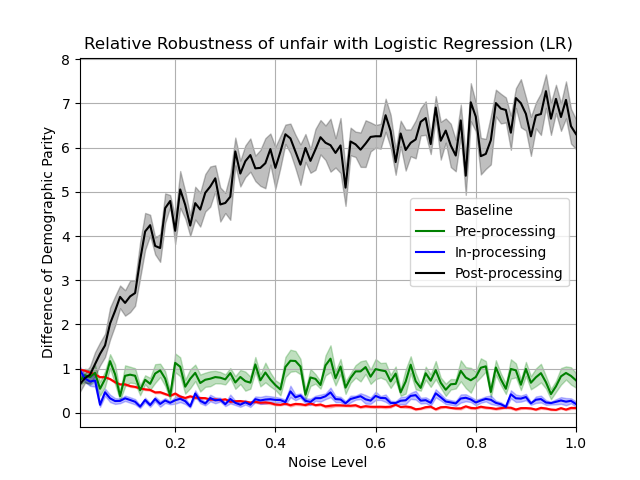 Relative Robustness of unfair with Logistic Regression (LR)
Difference of Demographic Parity
8
7
6
5
4
3
2
1
0
Baseline
Pre-processing
In-processing
Post-processing
0.2
0.4
0.6
0.8
1.0
Noise Level